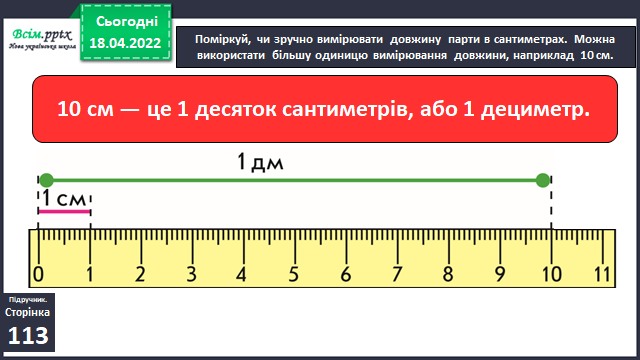 Всім.pptx
Нова українська школа
Сьогодні
18.04.2022
Поміркуй, чи зручно вимірювати довжину парти в сантиметрах. Можна
використати більшу одиницю вимірювання довжини, наприклад 10 см.
10 см — це 1 десяток сантиметрів, або 1 дециметр.
1 дм
1 см
0 1 2 3 4 5 6 7 8 9 10 11
Підручник.
Сторінка
113